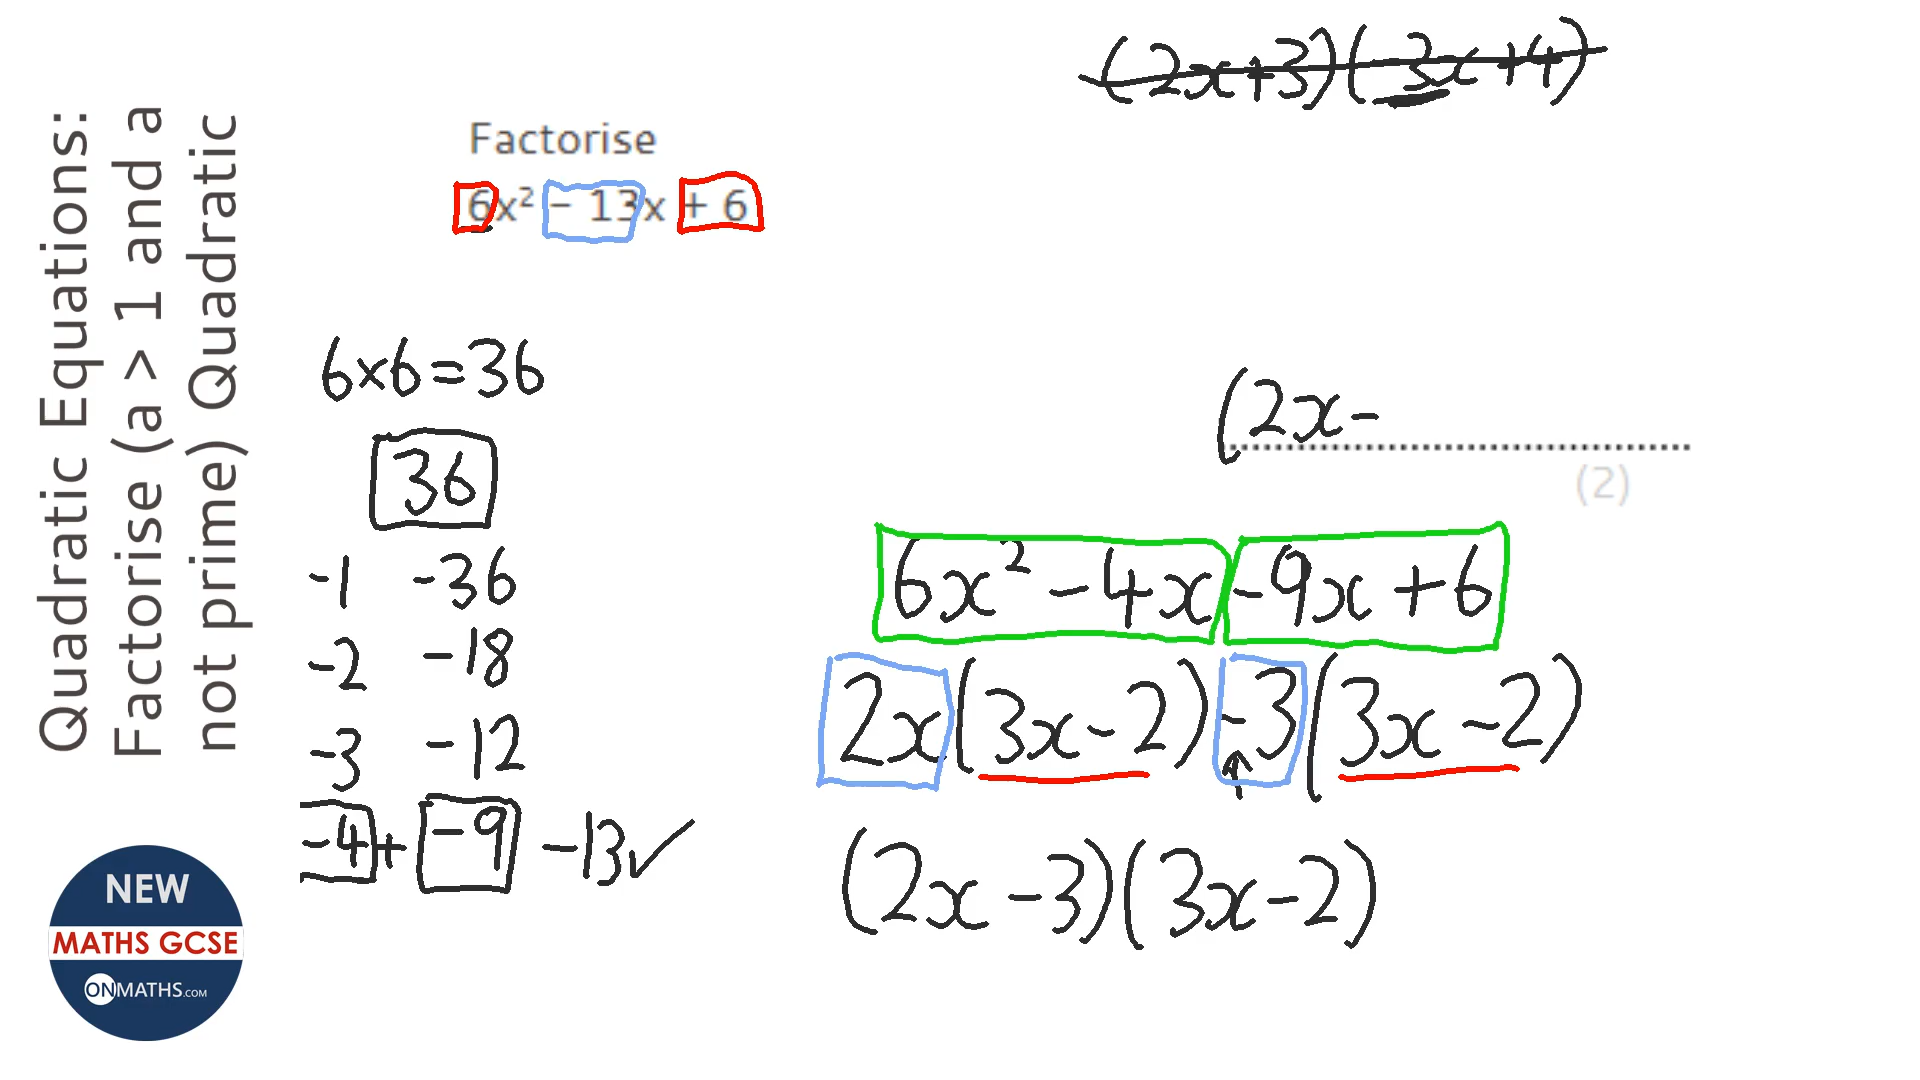 Quadratic Equations:
Factorise (a > 1 and a
not prime) Quadratic
(2x+3)(3x+4)
Factorise
6x² − 13x + 6
6×6=36
36
-1 -36
-2 -18
-3 -12
-4+ -9 -13✓
(2x-
(2)
6x² -4x -9x +6
2x(3x-2) -3(3x-2)
(2x-3)(3x-2)
NEW
MATHS GCSE
ONMATHS.COM